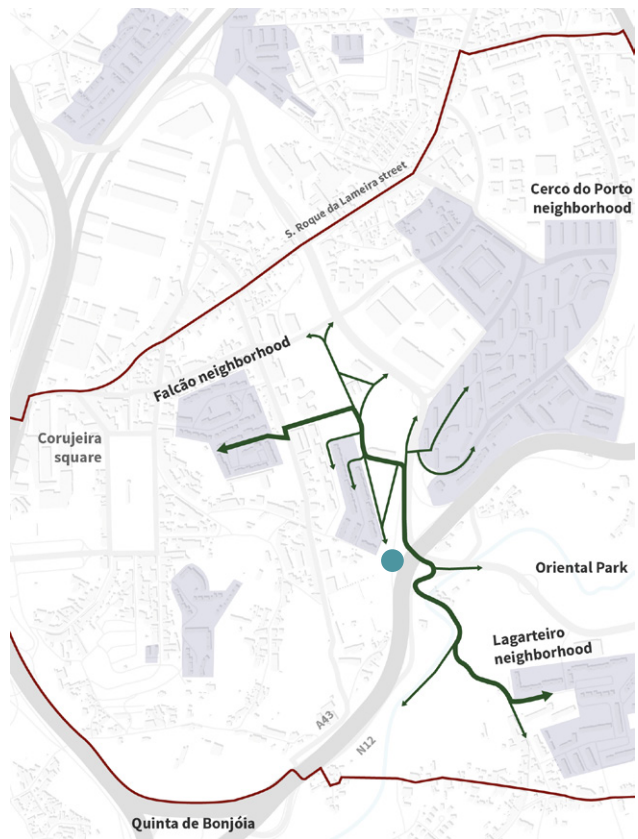 Cerco do Porto
neighborhood
S. Roque da Lameira street
Falcão neighborhood
Corujeira
square
Oriental Park
Lagarteiro
neighborhood
A43
N12
Quinta de Bonjóia